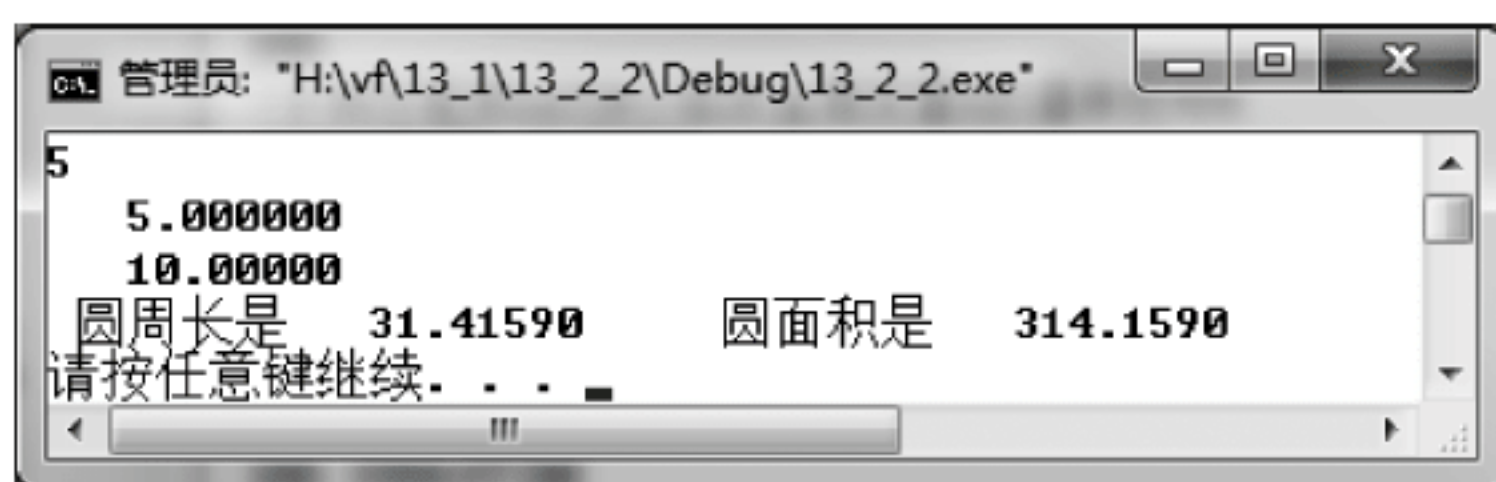 管理员: "H:\vf\13_1\13_2_2\Debug\13_2_2.exe"
5
5.000000
10.00000
圆周长是 31.41590 圆面积是 314.1590
请按任意键继续. . .